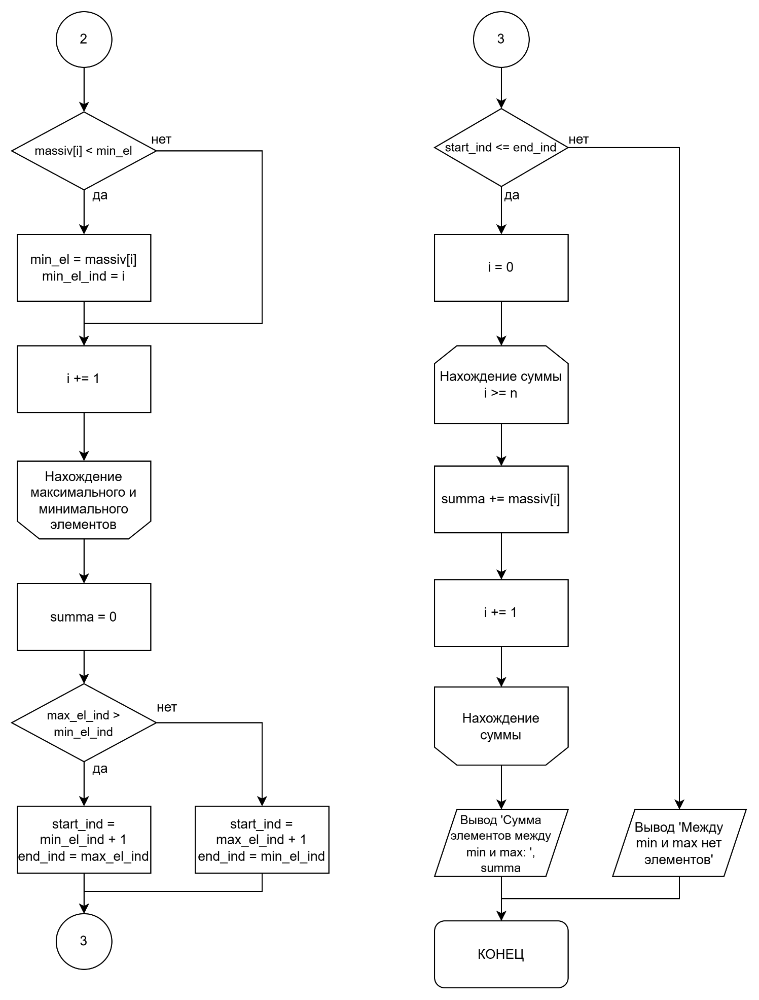 2
massiv[i] < min_el
нет
да
min_el = massiv[i]
min_el_ind = i
i += 1
Нахождение
максимального и
минимального
элементов
summa = 0
max_el_ind >
min_el_ind
нет
да
start_ind =
min_el_ind + 1
end_ind = max_el_ind
start_ind =
max_el_ind + 1
end_ind = min_el_ind
3
3
start_ind <= end_ind
нет
да
i = 0
Нахождение суммы
i >= n
summa += massiv[i]
i += 1
Нахождение
суммы
Вывод 'Сумма
элементов между
min и max: ',
summa
Вывод 'Между
min и max нет
элементов'
КОНЕЦ